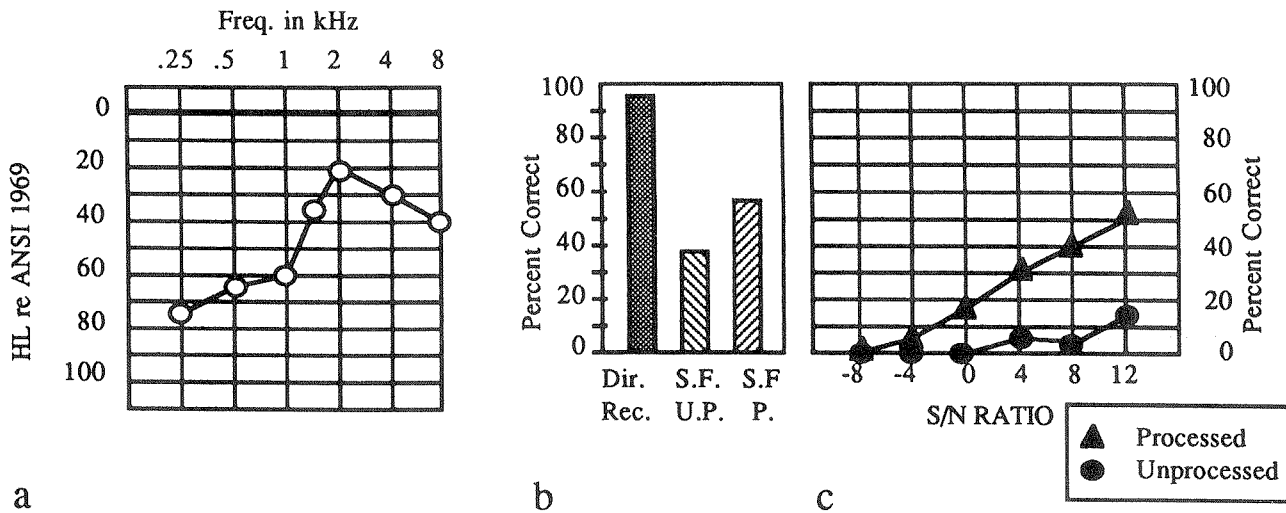 Freq. in kHz
.25 .5 1 2 4 8
HL re ANSI 1969
0
20
40
60
80
100
a
Percent Correct
100
80
60
40
20
0
Dir. S.F. S.F
Rec. U.P. P.
b
100
80
60
40
20
0
Percent Correct
-8 -4 0 4 8 12
S/N RATIO
Processed
Unprocessed
c